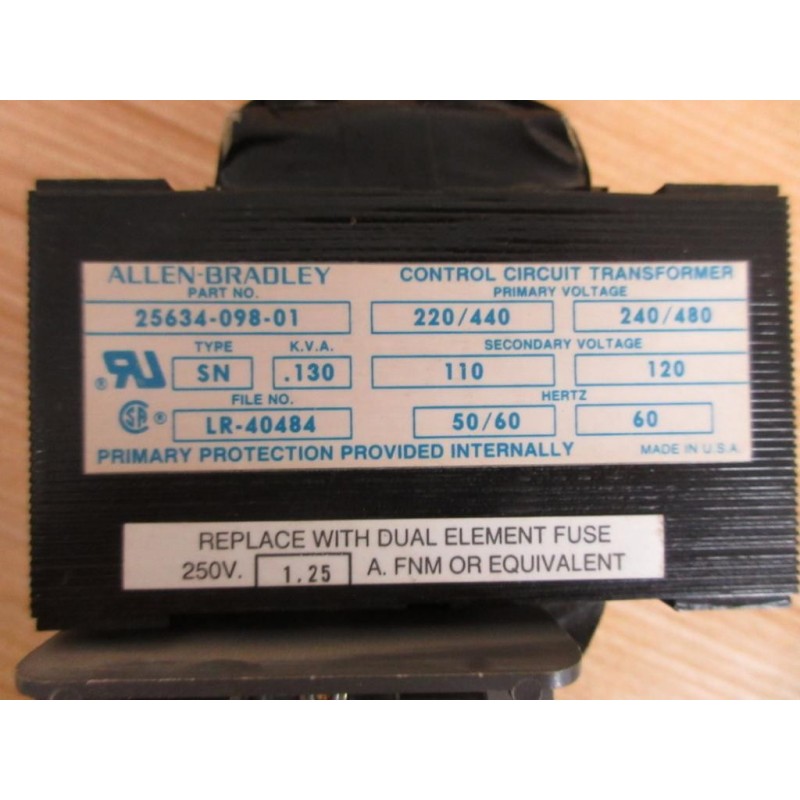 ALLEN-BRADLEY CONTROL CIRCUIT TRANSFORMER
PART NO. PRIMARY VOLTAGE
25634-098-01 220/440 240/480
TYPE K.V.A. SECONDARY VOLTAGE
® RU SN .130 110 120
FILE NO. HERTZ
SA ® LR-40484 50/60 60
PRIMARY PROTECTION PROVIDED INTERNALLY MADE IN U.S.A.
REPLACE WITH DUAL ELEMENT FUSE
250V. 1.25 A. FNM OR EQUIVALENT